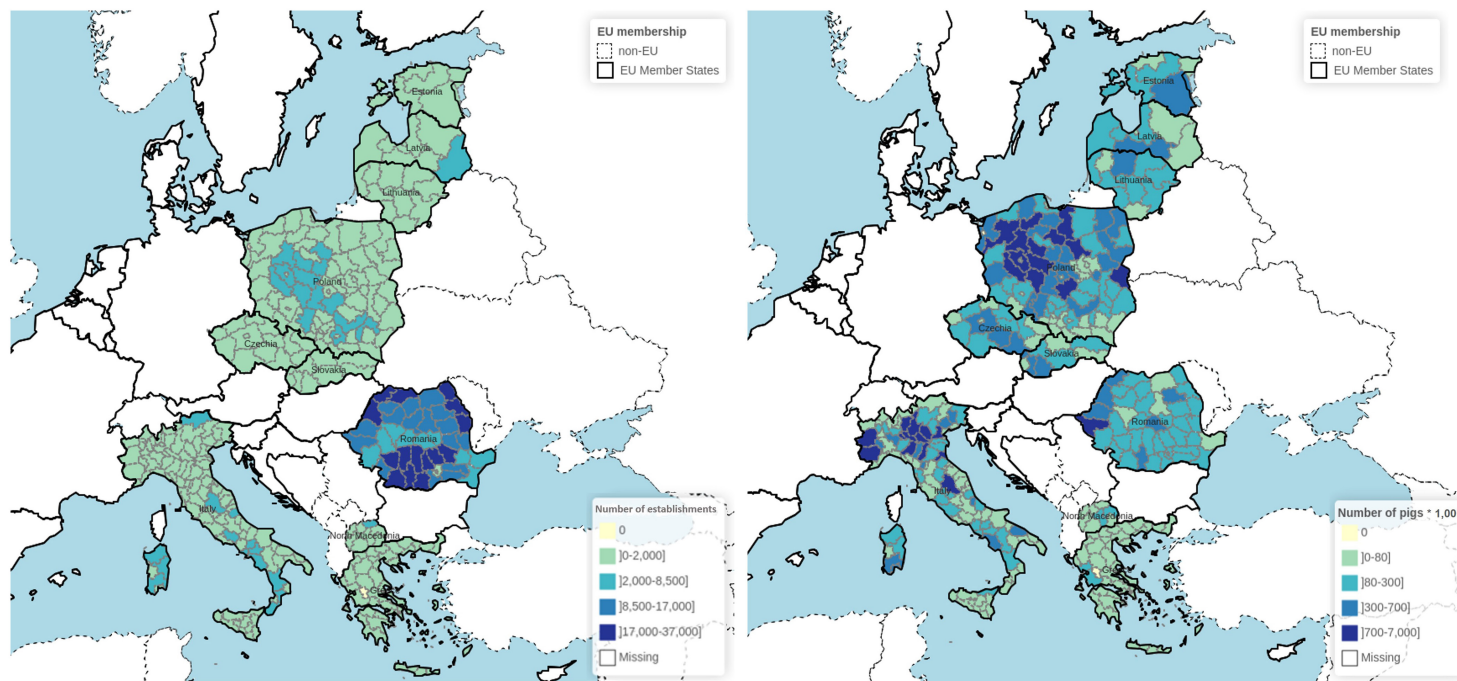 EU membership
non-EU
EU Member States
Estonia
Latvia
Lithuania
Poland
Czechia
Slovakia
Romania
Italy
North Macedonia
Number of establishments
0
]0-2,000]
]2,000-8,500]
]8,500-17,000]
]17,000-37,000]
Missing
EU membership
non-EU
EU Member States
Estonia
Latvia
Lithuania
Poland
Czechia
Slovakia
Romania
Italy
North Macedonia
Number of pigs * 1,00
0
]0-80]
]80-300]
]300-700]
]700-7,000]
Missing